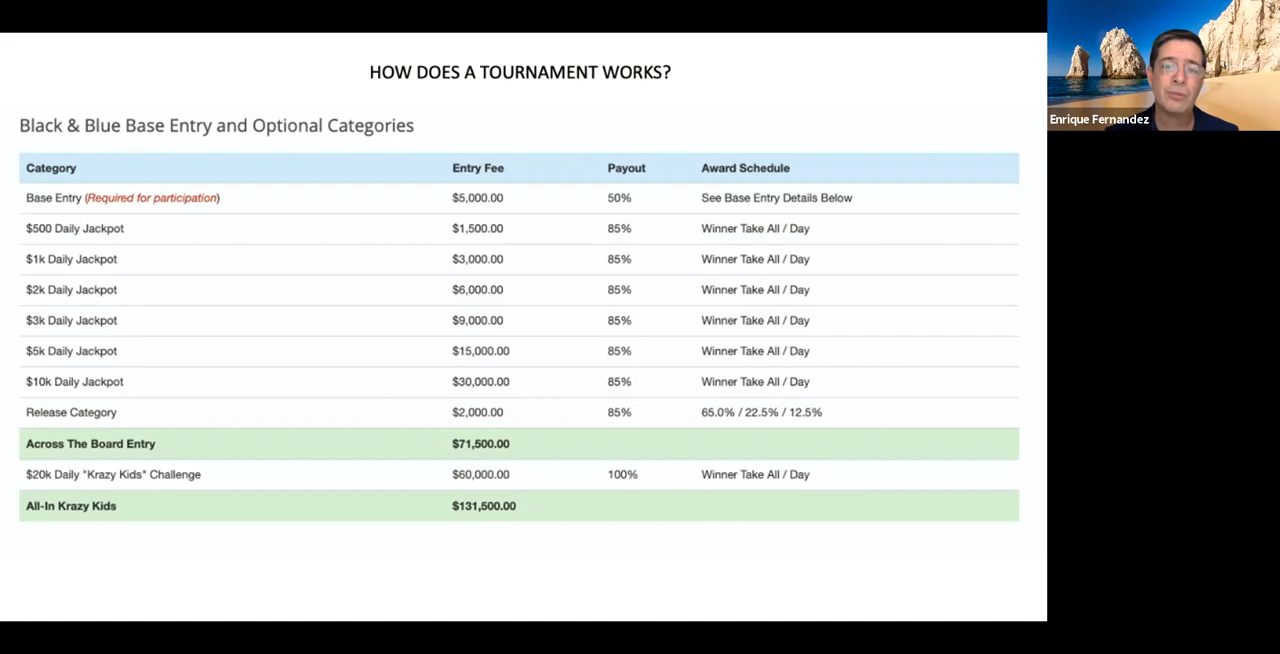 HOW DOES A TOURNAMENT WORKS?
Enrique Fernandez
Black & Blue Base Entry and Optional Categories
Category Entry Fee Payout Award Schedule
Base Entry (Required for participation) $5,000.00 50% See Base Entry Details Below
$500 Daily Jackpot $1,500.00 85% Winner Take All / Day
$1k Daily Jackpot $3,000.00 85% Winner Take All / Day
$2k Daily Jackpot $6,000.00 85% Winner Take All / Day
$3k Daily Jackpot $9,000.00 85% Winner Take All / Day
$5k Daily Jackpot $15,000.00 85% Winner Take All / Day
$10k Daily Jackpot $30,000.00 85% Winner Take All / Day
Release Category $2,000.00 85% 65.0% / 22.5% / 12.5%
Across The Board Entry $71,500.00
$20k Daily "Krazy Kids" Challenge $60,000.00 100% Winner Take All / Day
All-In Krazy Kids $131,500.00